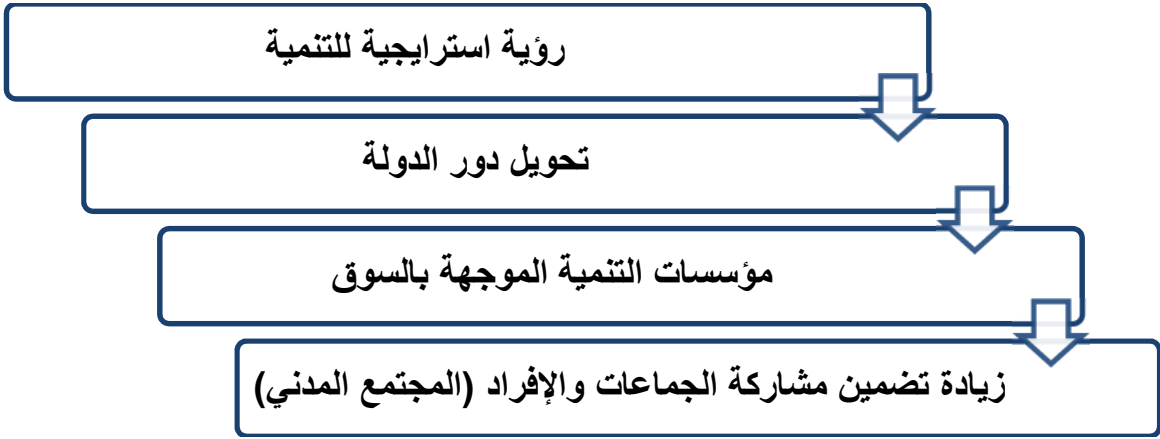 رؤية استرايجية للتنمية
تحويل دور الدولة
مؤسسات التنمية الموجهة بالسوق
زيادة تضمين مشاركة الجماعات والإفراد (المجتمع المدني)